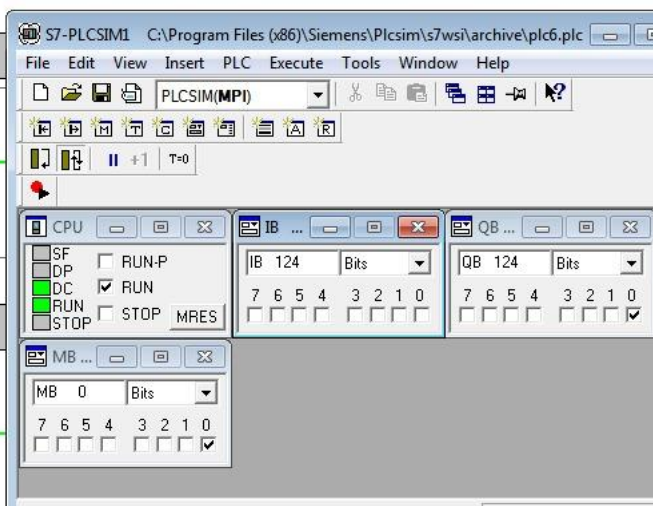 S7-PLCSIM1 C:\Program Files (x86)\Siemens\Plcsim\s7wsi\archive\plc6.plc
File Edit View Insert PLC Execute Tools Window Help
PLCSIM(MPI)
+1 T=0
CPU
SF
DP
DC
RUN
STOP
RUN-P
RUN
STOP
MRES
IB ...
IB 124 Bits
7 6 5 4 3 2 1 0
QB ...
QB 124 Bits
7 6 5 4 3 2 1 0
MB ...
MB 0 Bits
7 6 5 4 3 2 1 0